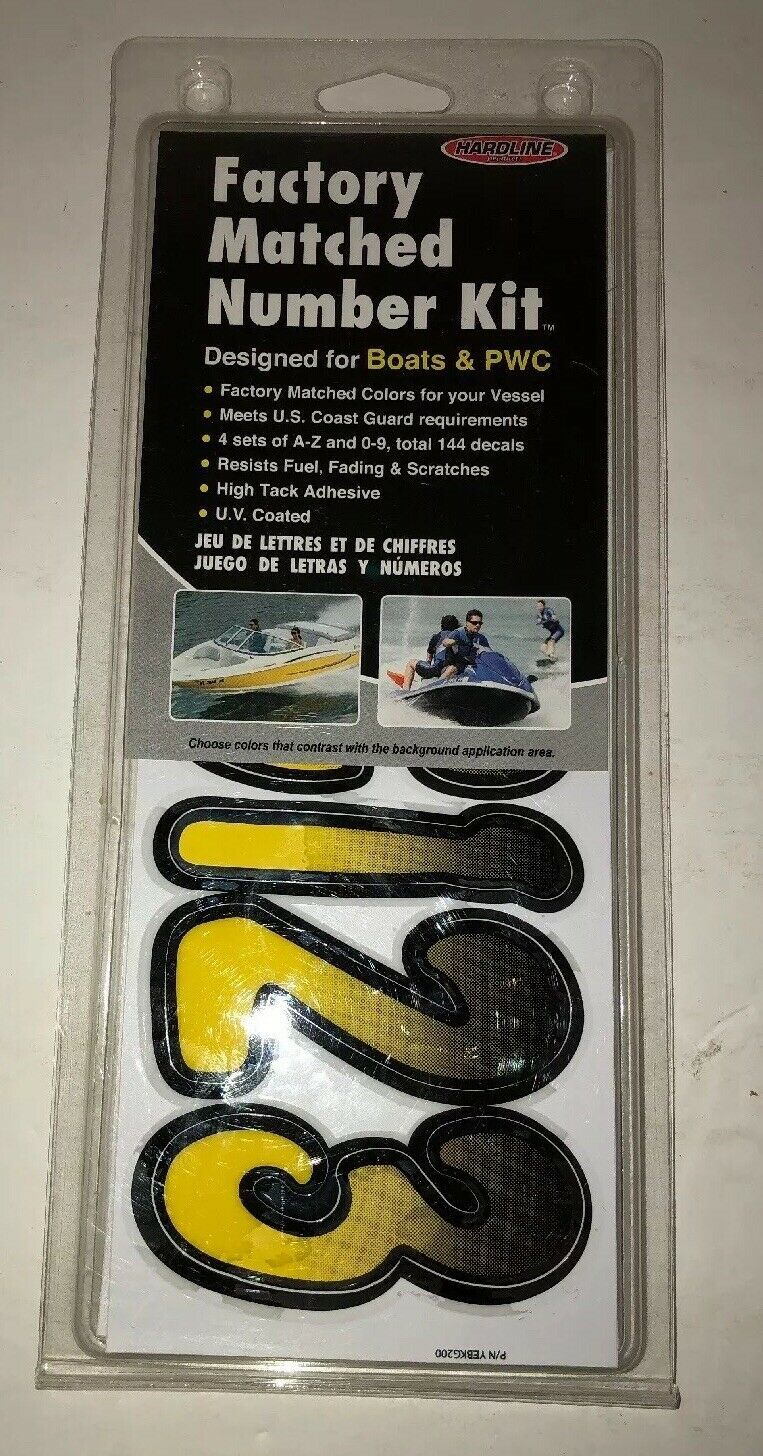 HARDLINE
products
Factory
Matched
Number Kit™
Designed for Boats & PWC
• Factory Matched Colors for your Vessel
• Meets U.S. Coast Guard requirements
• 4 sets of A-Z and 0-9, total 144 decals
• Resists Fuel, Fading & Scratches
• High Tack Adhesive
• U.V. Coated
JEU DE LETTRES ET DE CHIFFRES
JUEGO DE LETRAS Y NÚMEROS
Choose colors that contrast with the background application area.
1
2
3
P/N YEBKG200